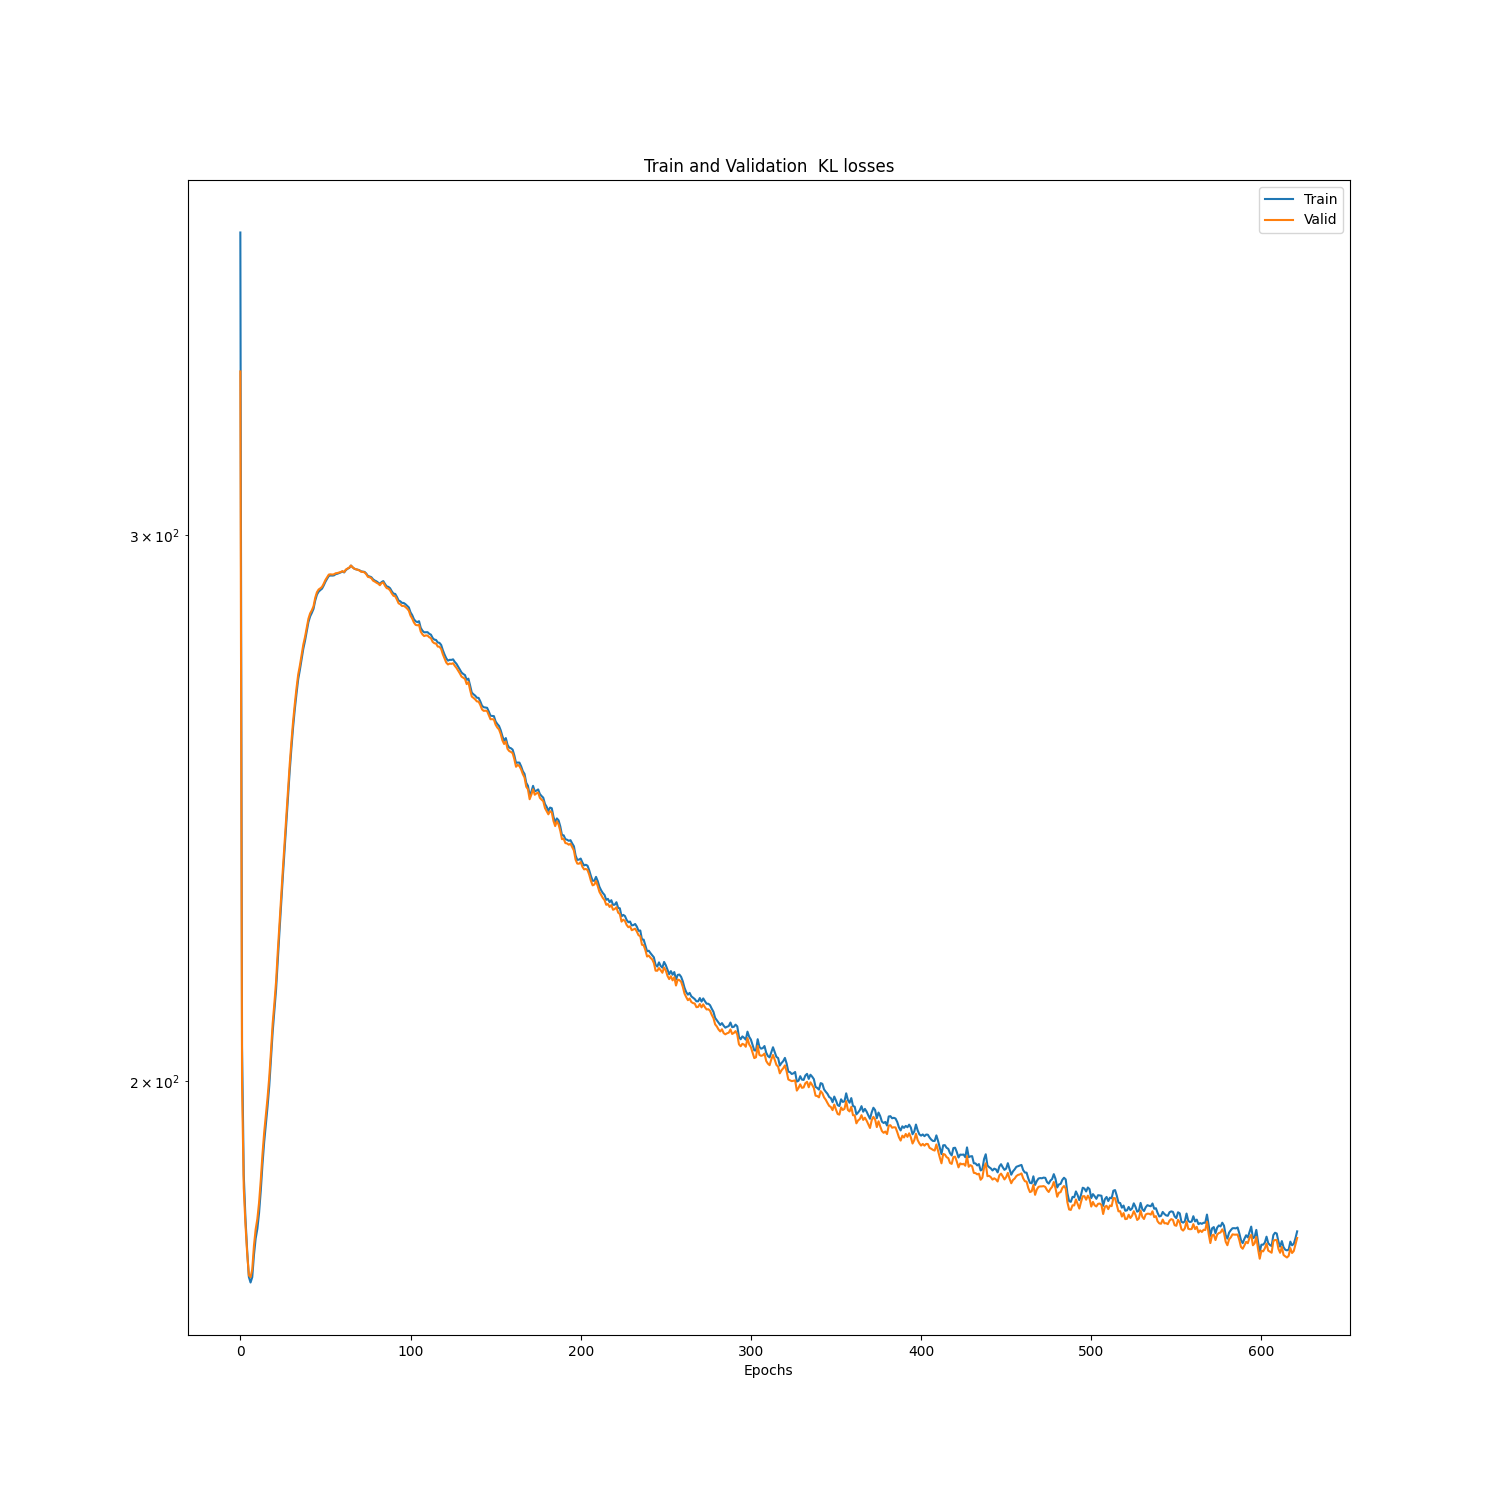 Train and Validation  KL losses
Train
Valid
3 × 10²
2 × 10²
0 100 200 300 400 500 600
Epochs